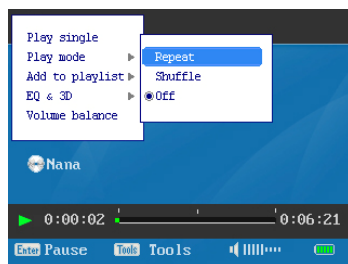 Play single
Play mode
Add to playlist
EQ & 3D
Volume balance
Repeat
Shuffle
Off
Nana
0:00:02
0:06:21
Enter Pause
Tools Tools